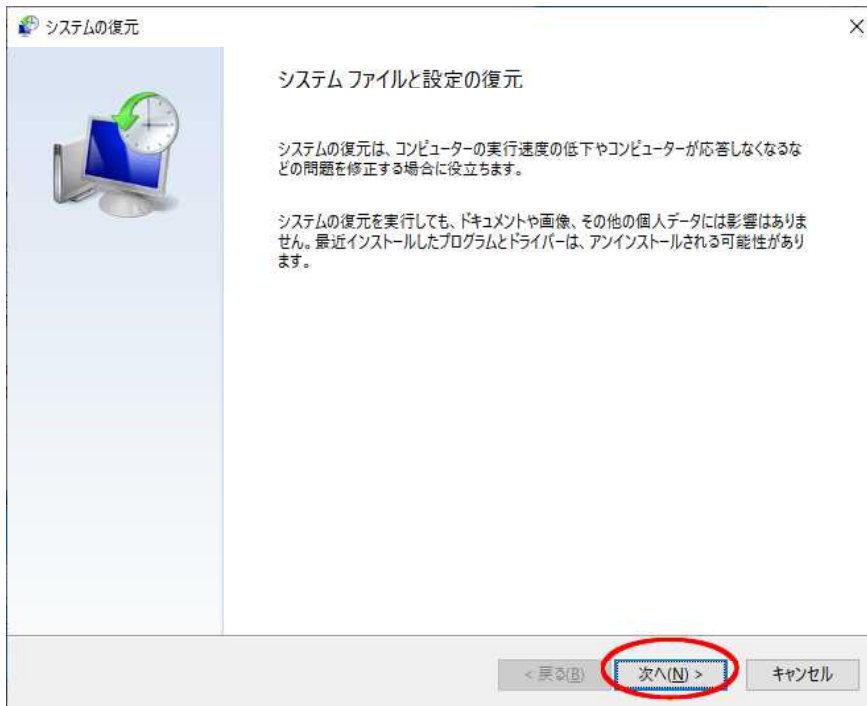 システムの復元
システム ファイルと設定の復元
システムの復元は、コンピューターの実行速度の低下やコンピューターが応答しなくなるな
どの問題を修正する場合に役立ちます。
システムの復元を実行しても、ドキュメントや画像、その他の個人データには影響はありま
せん。最近インストールしたプログラムとドライバーは、アンインストールされる可能性があり
ます。
< 戻る(B) 次へ(N) > キャンセル